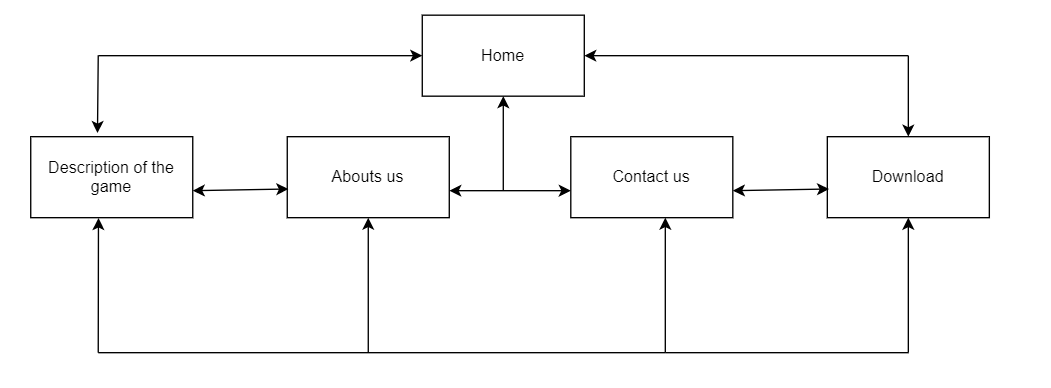 Home
Description of the
game
Abouts us
Contact us
Download